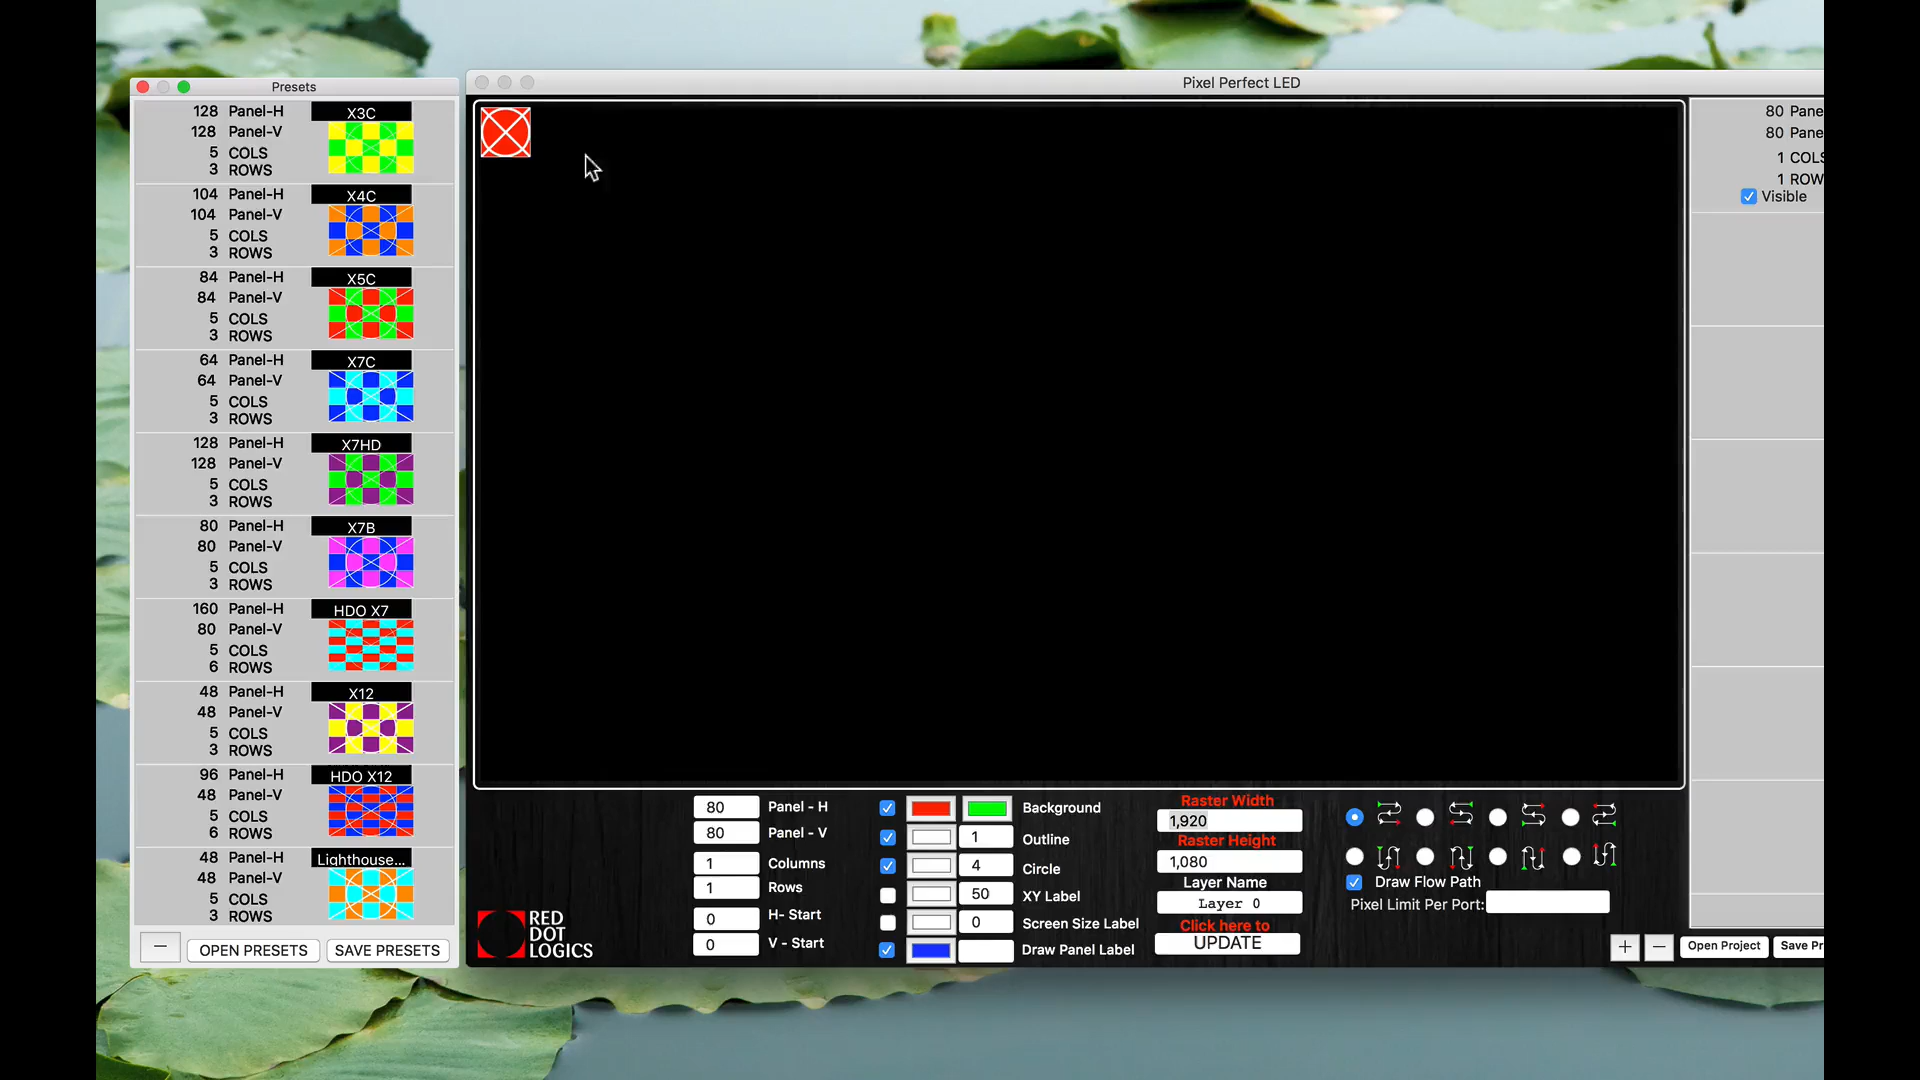 Presets
128 Panel-H X3C
128 Panel-V
5 COLS
3 ROWS
104 Panel-H X4C
104 Panel-V
5 COLS
3 ROWS
84 Panel-H X5C
84 Panel-V
5 COLS
3 ROWS
64 Panel-H X7C
64 Panel-V
5 COLS
3 ROWS
128 Panel-H X7HD
128 Panel-V
5 COLS
3 ROWS
80 Panel-H X7B
80 Panel-V
5 COLS
3 ROWS
160 Panel-H HDO X7
80 Panel-V
5 COLS
6 ROWS
48 Panel-H X12
48 Panel-V
5 COLS
3 ROWS
96 Panel-H HDO X12
48 Panel-V
5 COLS
6 ROWS
48 Panel-H Lighthouse...
48 Panel-V
5 COLS
3 ROWS
OPEN PRESETS SAVE PRESETS
Pixel Perfect LED
80 Pane
80 Pane
1 COLS
1 ROW
Visible
RED
DOT
LOGICS
80 Panel - H
80 Panel - V
1 Columns
1 Rows
0 H- Start
0 V - Start
Background
1 Outline
4 Circle
50 XY Label
0 Screen Size Label
Draw Panel Label
Raster Width
1,920
Raster Height
1,080
Layer Name
Layer 0
Click here to
UPDATE
Draw Flow Path
Pixel Limit Per Port:
+ − Open Project Save Pr